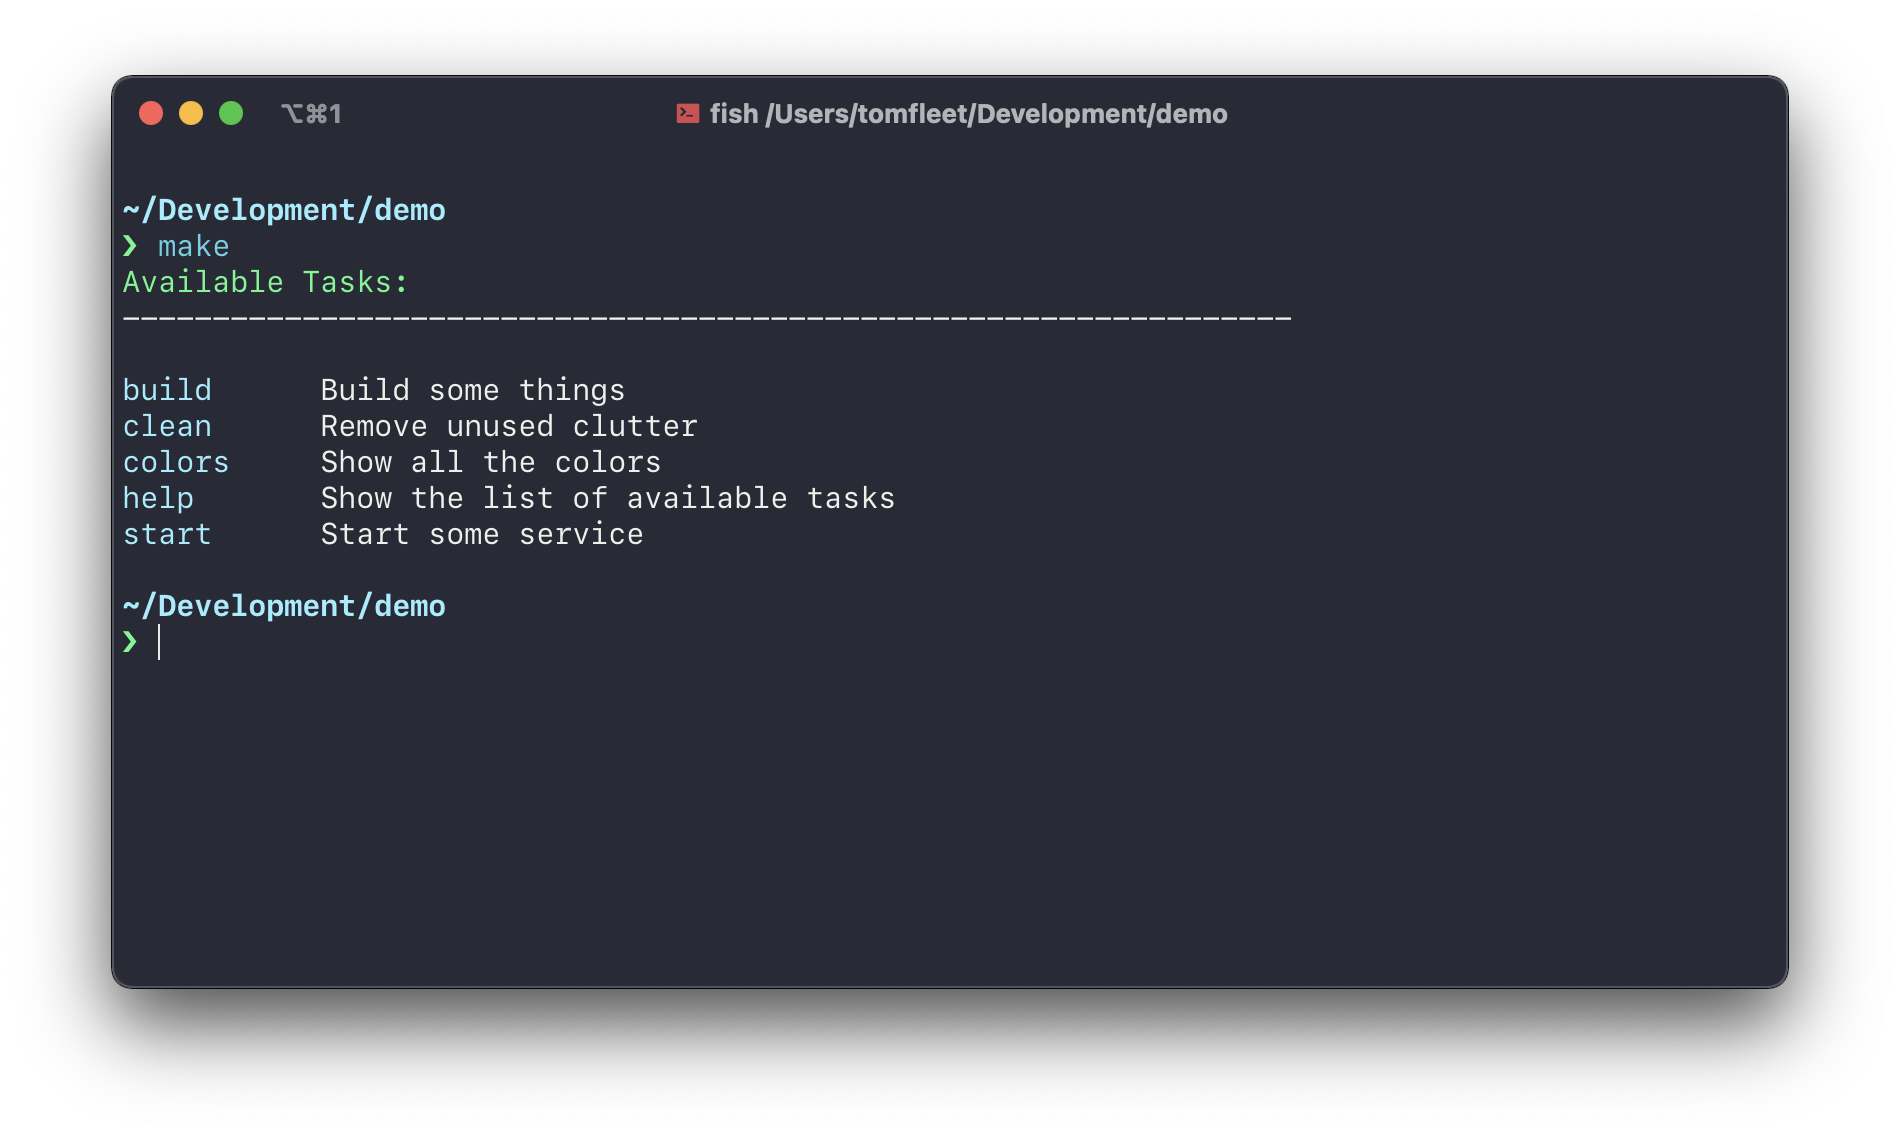 ⌥⌘1 fish /Users/tomfleet/Development/demo
~/Development/demo
❯ make
Available Tasks:
-----------------------------------------------------------------
build      Build some things
clean      Remove unused clutter
colors     Show all the colors
help       Show the list of available tasks
start      Start some service
~/Development/demo
❯